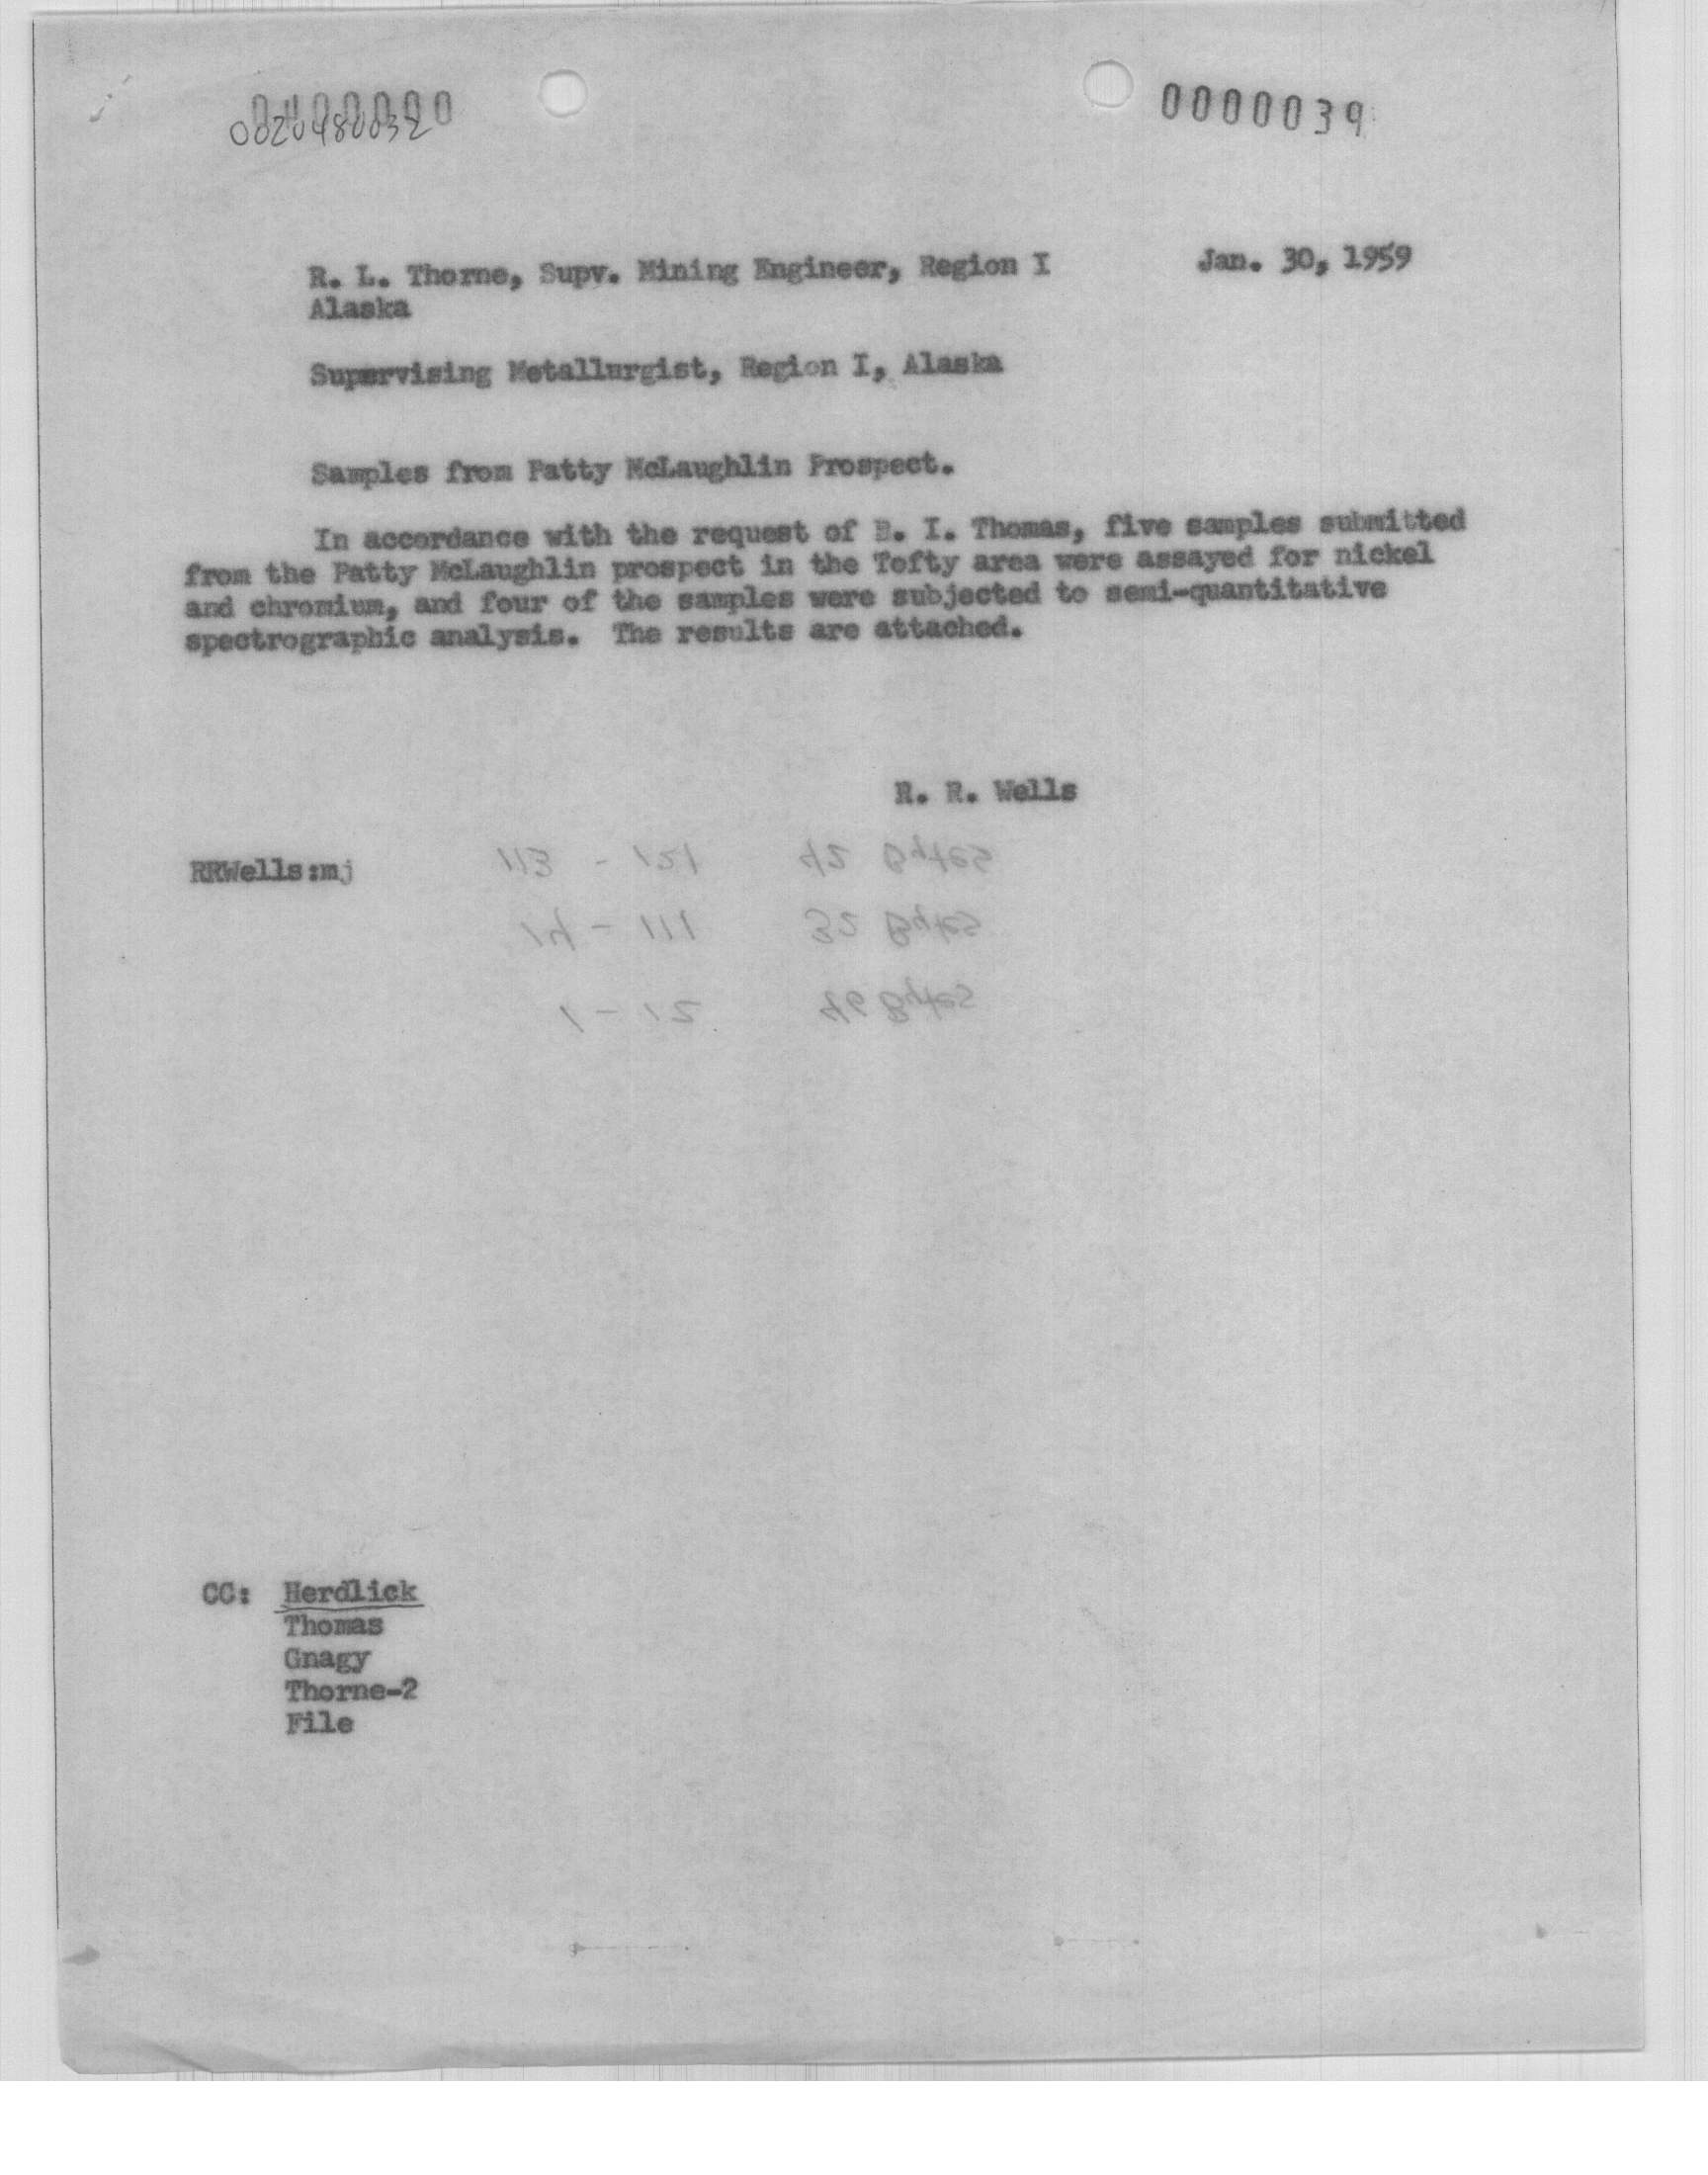 0000039
R. L. Thorne, Supv. Mining Engineer, Region I Jan. 30, 1959
Alaska
Supervising Metallurgist, Region I, Alaska
Samples from Patty McLaughlin Prospect.
In accordance with the request of B. I. Thomas, five samples submitted
from the Patty McLaughlin prospect in the Tofty area were assayed for nickel
and chromium, and four of the samples were subjected to semi-quantitative
spectrographic analysis. The results are attached.
R. R. Wells
RRWells:mj
CC: Herdlick
Thomas
Gnagy
Thorne-2
File